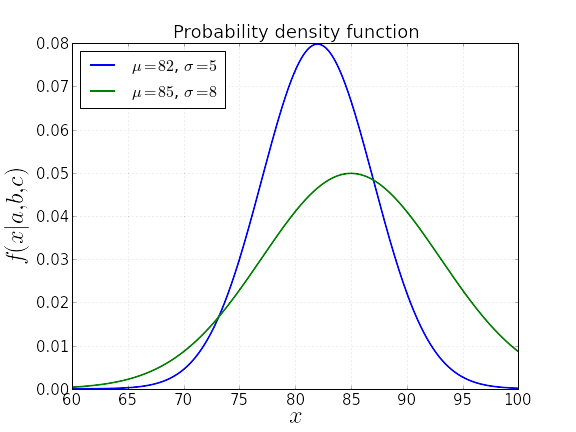 Probability density function
μ=82, σ=5
μ=85, σ=8
0.08
0.07
0.06
0.05
0.04
0.03
0.02
0.01
0.00
f(x|a,b,c)
60 65 70 75 80 85 90 95 100
x